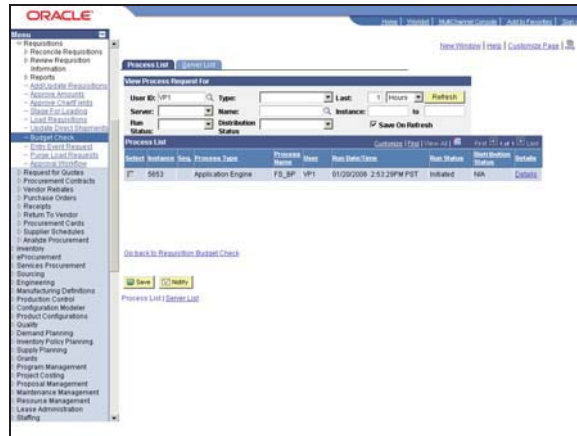 ORACLE
Home | Worklist | MultiChannel Console | Add to Favorites | Sign
Menu
Requisitions
Reconcile Requisitions
Review Requisition
Information
Reports
Add/Update Requisitions
Approve Amounts
Approve ChartFields
Stage For Loading
Load Requisitions
Update Direct Shipments
Budget Check
Entry Event Request
Purge Load Requests
Approval Workflow
Request for Quotes
Procurement Contracts
Vendor Rebates
Purchase Orders
Receipts
Return To Vendor
Procurement Cards
Supplier Schedules
Analyze Procurement
Inventory
eProcurement
Services Procurement
Sourcing
Engineering
Manufacturing Definitions
Production Control
Configuration Modeler
Product Configurations
Quality
Demand Planning
Inventory Policy Planning
Supply Planning
Grants
Program Management
Project Costing
Proposal Management
Maintenance Management
Resource Management
Lease Administration
Staffing
New Window | Help | Customize Page |
Process List Server List
View Process Request For
User ID: VP1 Type: Last: 1 Hours Refresh
Server: Name: Instance: to
Run Status: Distribution Status Save On Refresh
Process List Customize | Find | View All | First 1 of 1 Last
Select Instance Seq. Process Type Process Name User Run Date/Time Run Status Distribution Status Details
5853 Application Engine FS_BP VP1 01/20/2006 2:53:29PM PST Initiated N/A Details
Go back to Requisition Budget Check
Save Notify
Process List | Server List